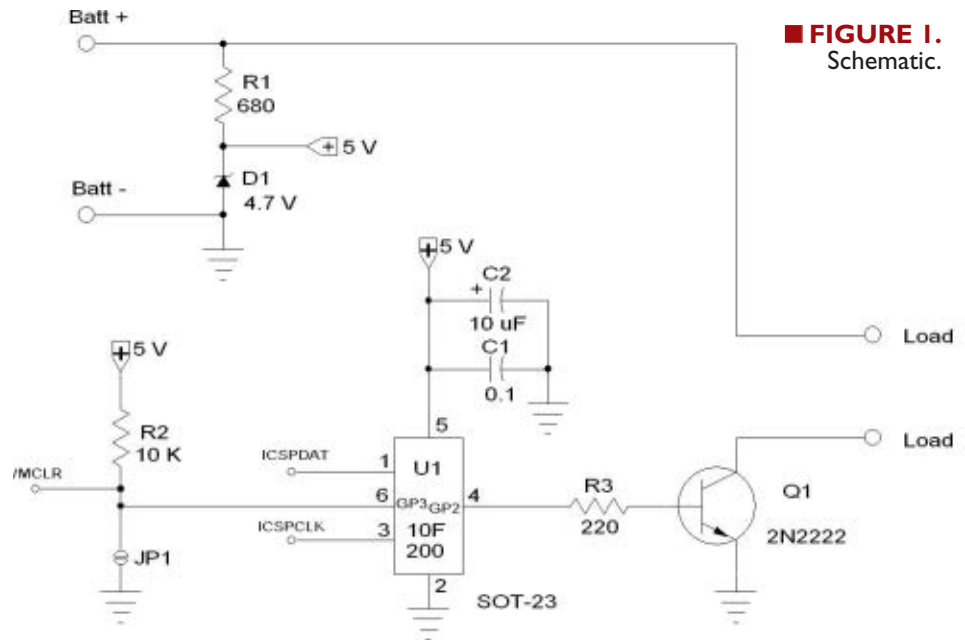 Batt +
■ FIGURE 1.
Schematic.
R1
680
+ 5 V
D1
4.7 V
Batt -
+ 5 V
C2
+
10 uF
C1
0.1
Load
Load
+ 5 V
R2
10 K
/MCLR
JP1
ICSPDAT
1
5
U1
6
GP3
GP2
4
ICSPCLK
3
10F
200
2
SOT-23
R3
220
Q1
2N2222